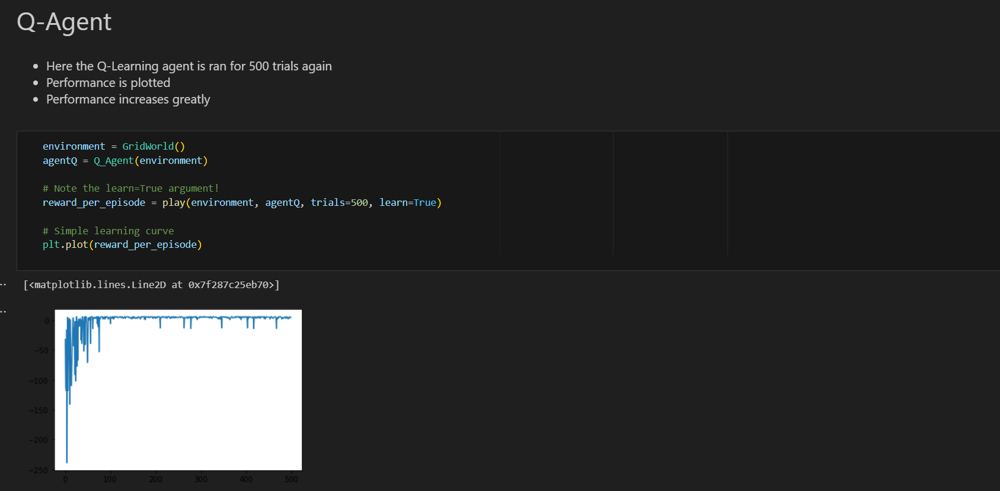 Q-Agent
• Here the Q-Learning agent is ran for 500 trials again
• Performance is plotted
• Performance increases greatly
environment = GridWorld()
agentQ = Q_Agent(environment)
# Note the learn=True argument!
reward_per_episode = play(environment, agentQ, trials=500, learn=True)
# Simple learning curve
plt.plot(reward_per_episode)
[<matplotlib.lines.Line2D at 0x7f287c25eb70>]
0
−50
−100
−150
−200
−250
0 100 200 300 400 500